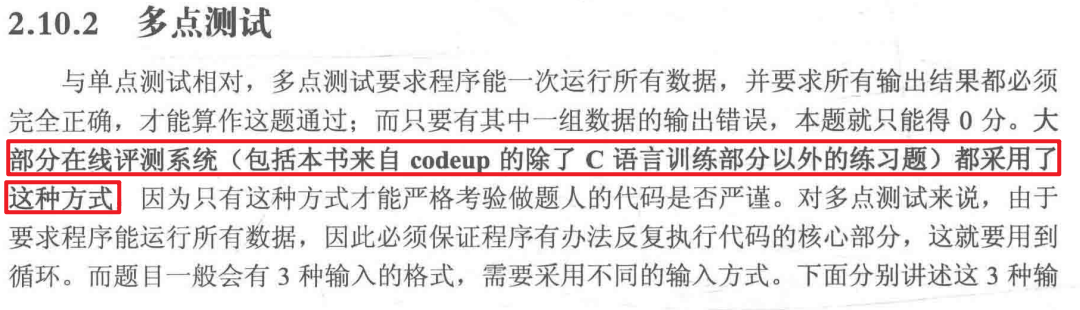 2.10.2 多点测试
与单点测试相对，多点测试要求程序能一次运行所有数据，并要求所有输出结果都必须
完全正确，才能算作这题通过；而只要有其中一组数据的输出错误，本题就只能得 0 分。大
部分在线评测系统（包括本书来自 codeup 的除了 C 语言训练部分以外的练习题）都采用了
这种方式 因为只有这种方式才能严格考验做题人的代码是否严谨。对多点测试来说，由于
要求程序能运行所有数据，因此必须保证程序有办法反复执行代码的核心部分，这就要用到
循环。而题目一般会有 3 种输入的格式，需要采用不同的输入方式。下面分别讲述这 3 种输